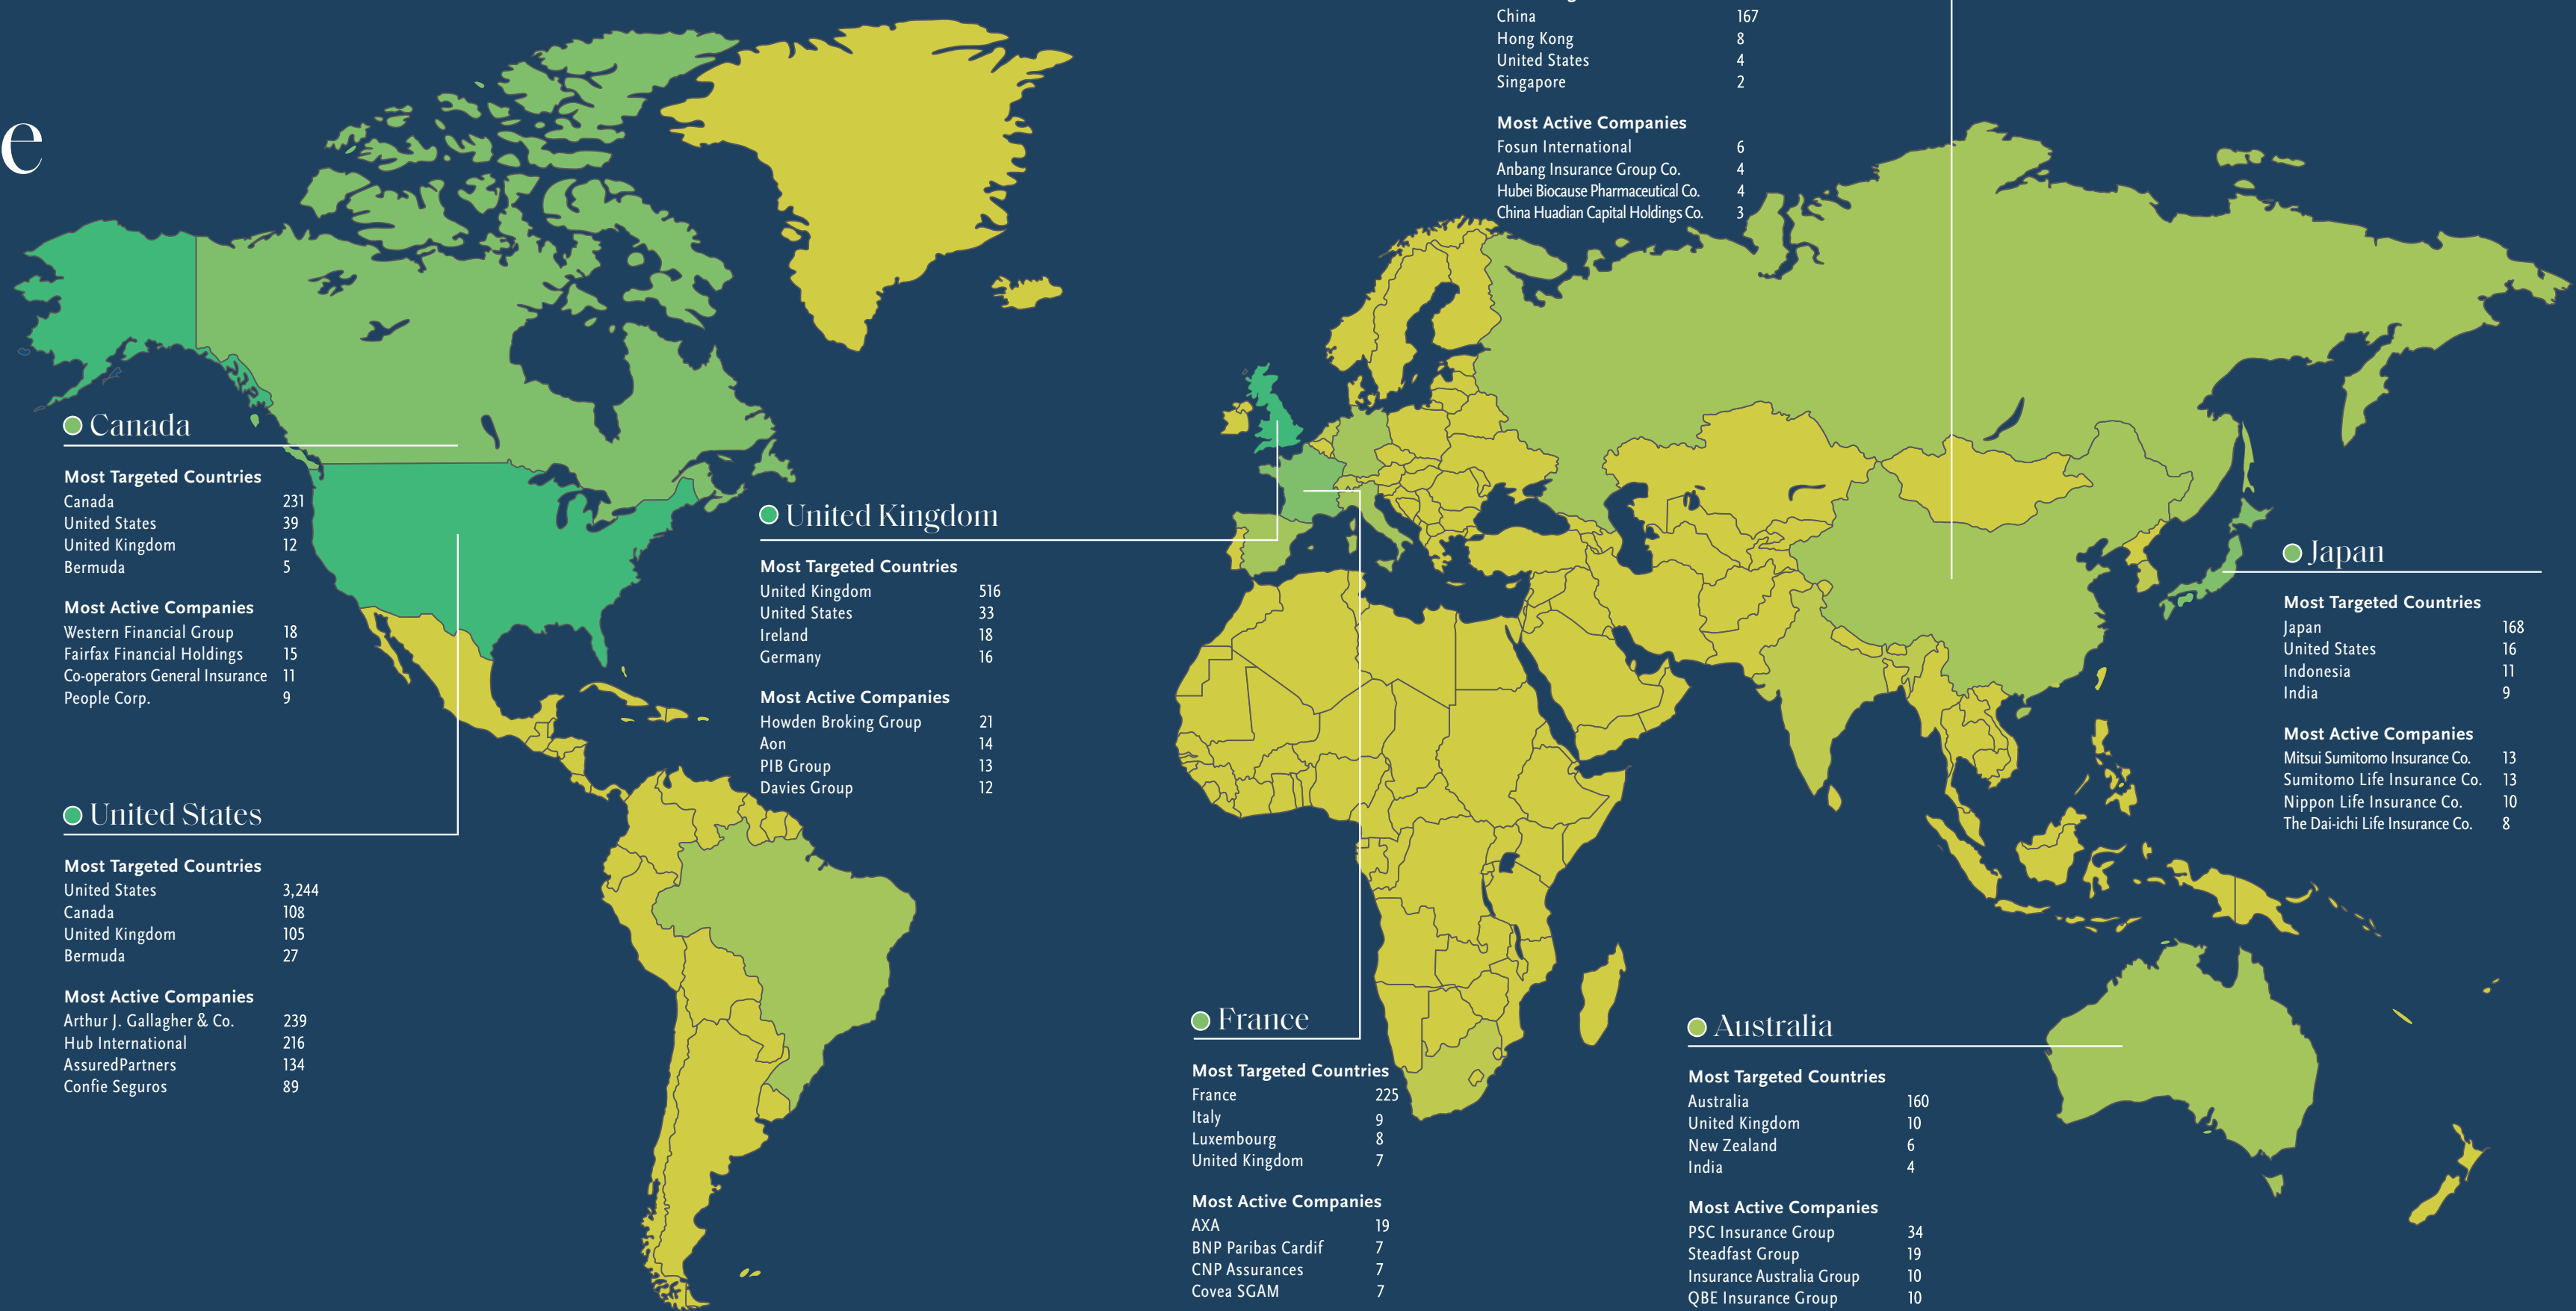 e
China 167
Hong Kong 8
United States 4
Singapore 2
Most Active Companies
Fosun International 6
Anbang Insurance Group Co. 4
Hubei Biocause Pharmaceutical Co. 4
China Huadian Capital Holdings Co. 3
Canada
Most Targeted Countries
Canada 231
United States 39
United Kingdom 12
Bermuda 5
Most Active Companies
Western Financial Group 18
Fairfax Financial Holdings 15
Co-operators General Insurance 11
People Corp. 9
United States
Most Targeted Countries
United States 3,244
Canada 108
United Kingdom 105
Bermuda 27
Most Active Companies
Arthur J. Gallagher & Co. 239
Hub International 216
AssuredPartners 134
Confie Seguros 89
United Kingdom
Most Targeted Countries
United Kingdom 516
United States 33
Ireland 18
Germany 16
Most Active Companies
Howden Broking Group 21
Aon 14
PIB Group 13
Davies Group 12
France
Most Targeted Countries
France 225
Italy 9
Luxembourg 8
United Kingdom 7
Most Active Companies
AXA 19
BNP Paribas Cardif 7
CNP Assurances 7
Covea SGAM 7
Australia
Most Targeted Countries
Australia 160
United Kingdom 10
New Zealand 6
India 4
Most Active Companies
PSC Insurance Group 34
Steadfast Group 19
Insurance Australia Group 10
QBE Insurance Group 10
Japan
Most Targeted Countries
Japan 168
United States 16
Indonesia 11
India 9
Most Active Companies
Mitsui Sumitomo Insurance Co. 13
Sumitomo Life Insurance Co. 13
Nippon Life Insurance Co. 10
The Dai-ichi Life Insurance Co. 8